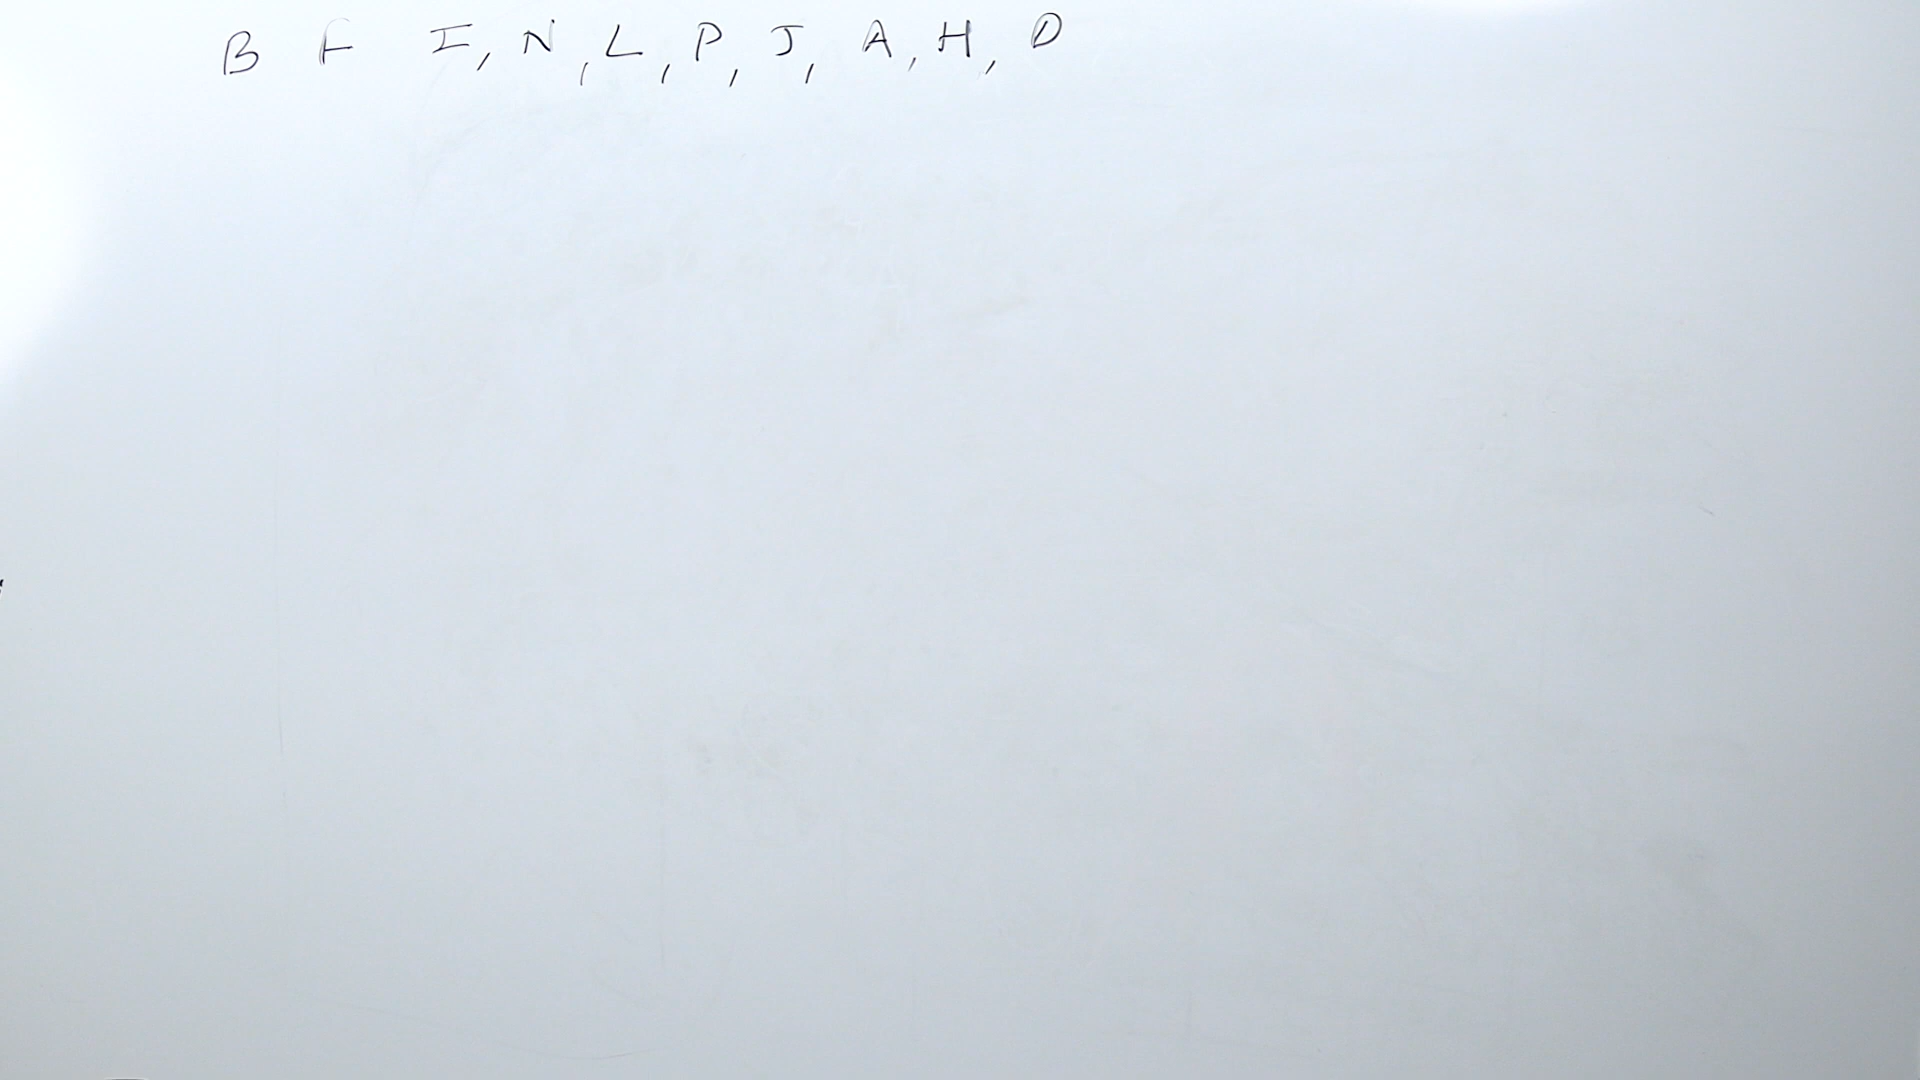 B F I, N, L, P, J, A, H, D